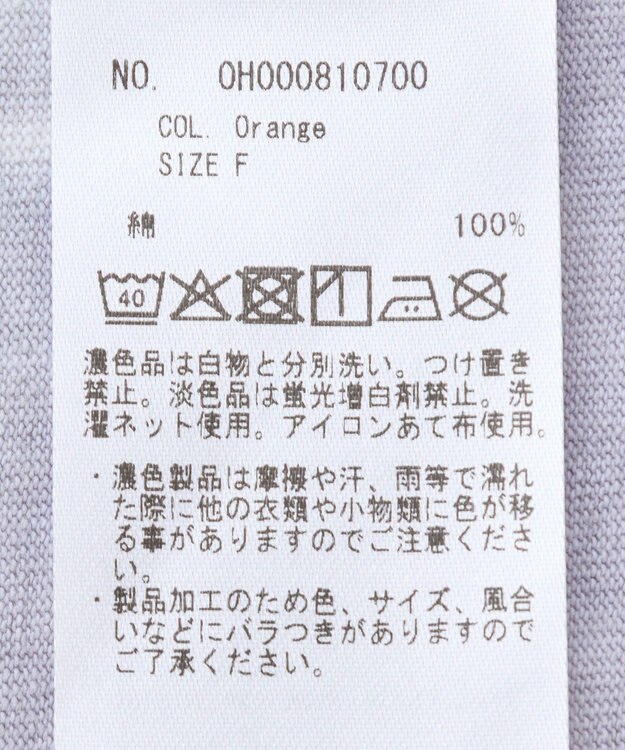 NO. 0H000810700
COL. Orange
SIZE F
綿 100%
40
濃色品は白物と分別洗い。つけ置き
禁止。淡色品は蛍光増白剤禁止。洗
濯ネット使用。アイロンあて布使用。
・濃色製品は摩擦や汗、雨等で濡れ
た際に他の衣類や小物類に色が移
る事がありますのでご注意くださ
い。
・製品加工のため色、サイズ、風合
いなどにバラつきがありますので
ご了承ください。